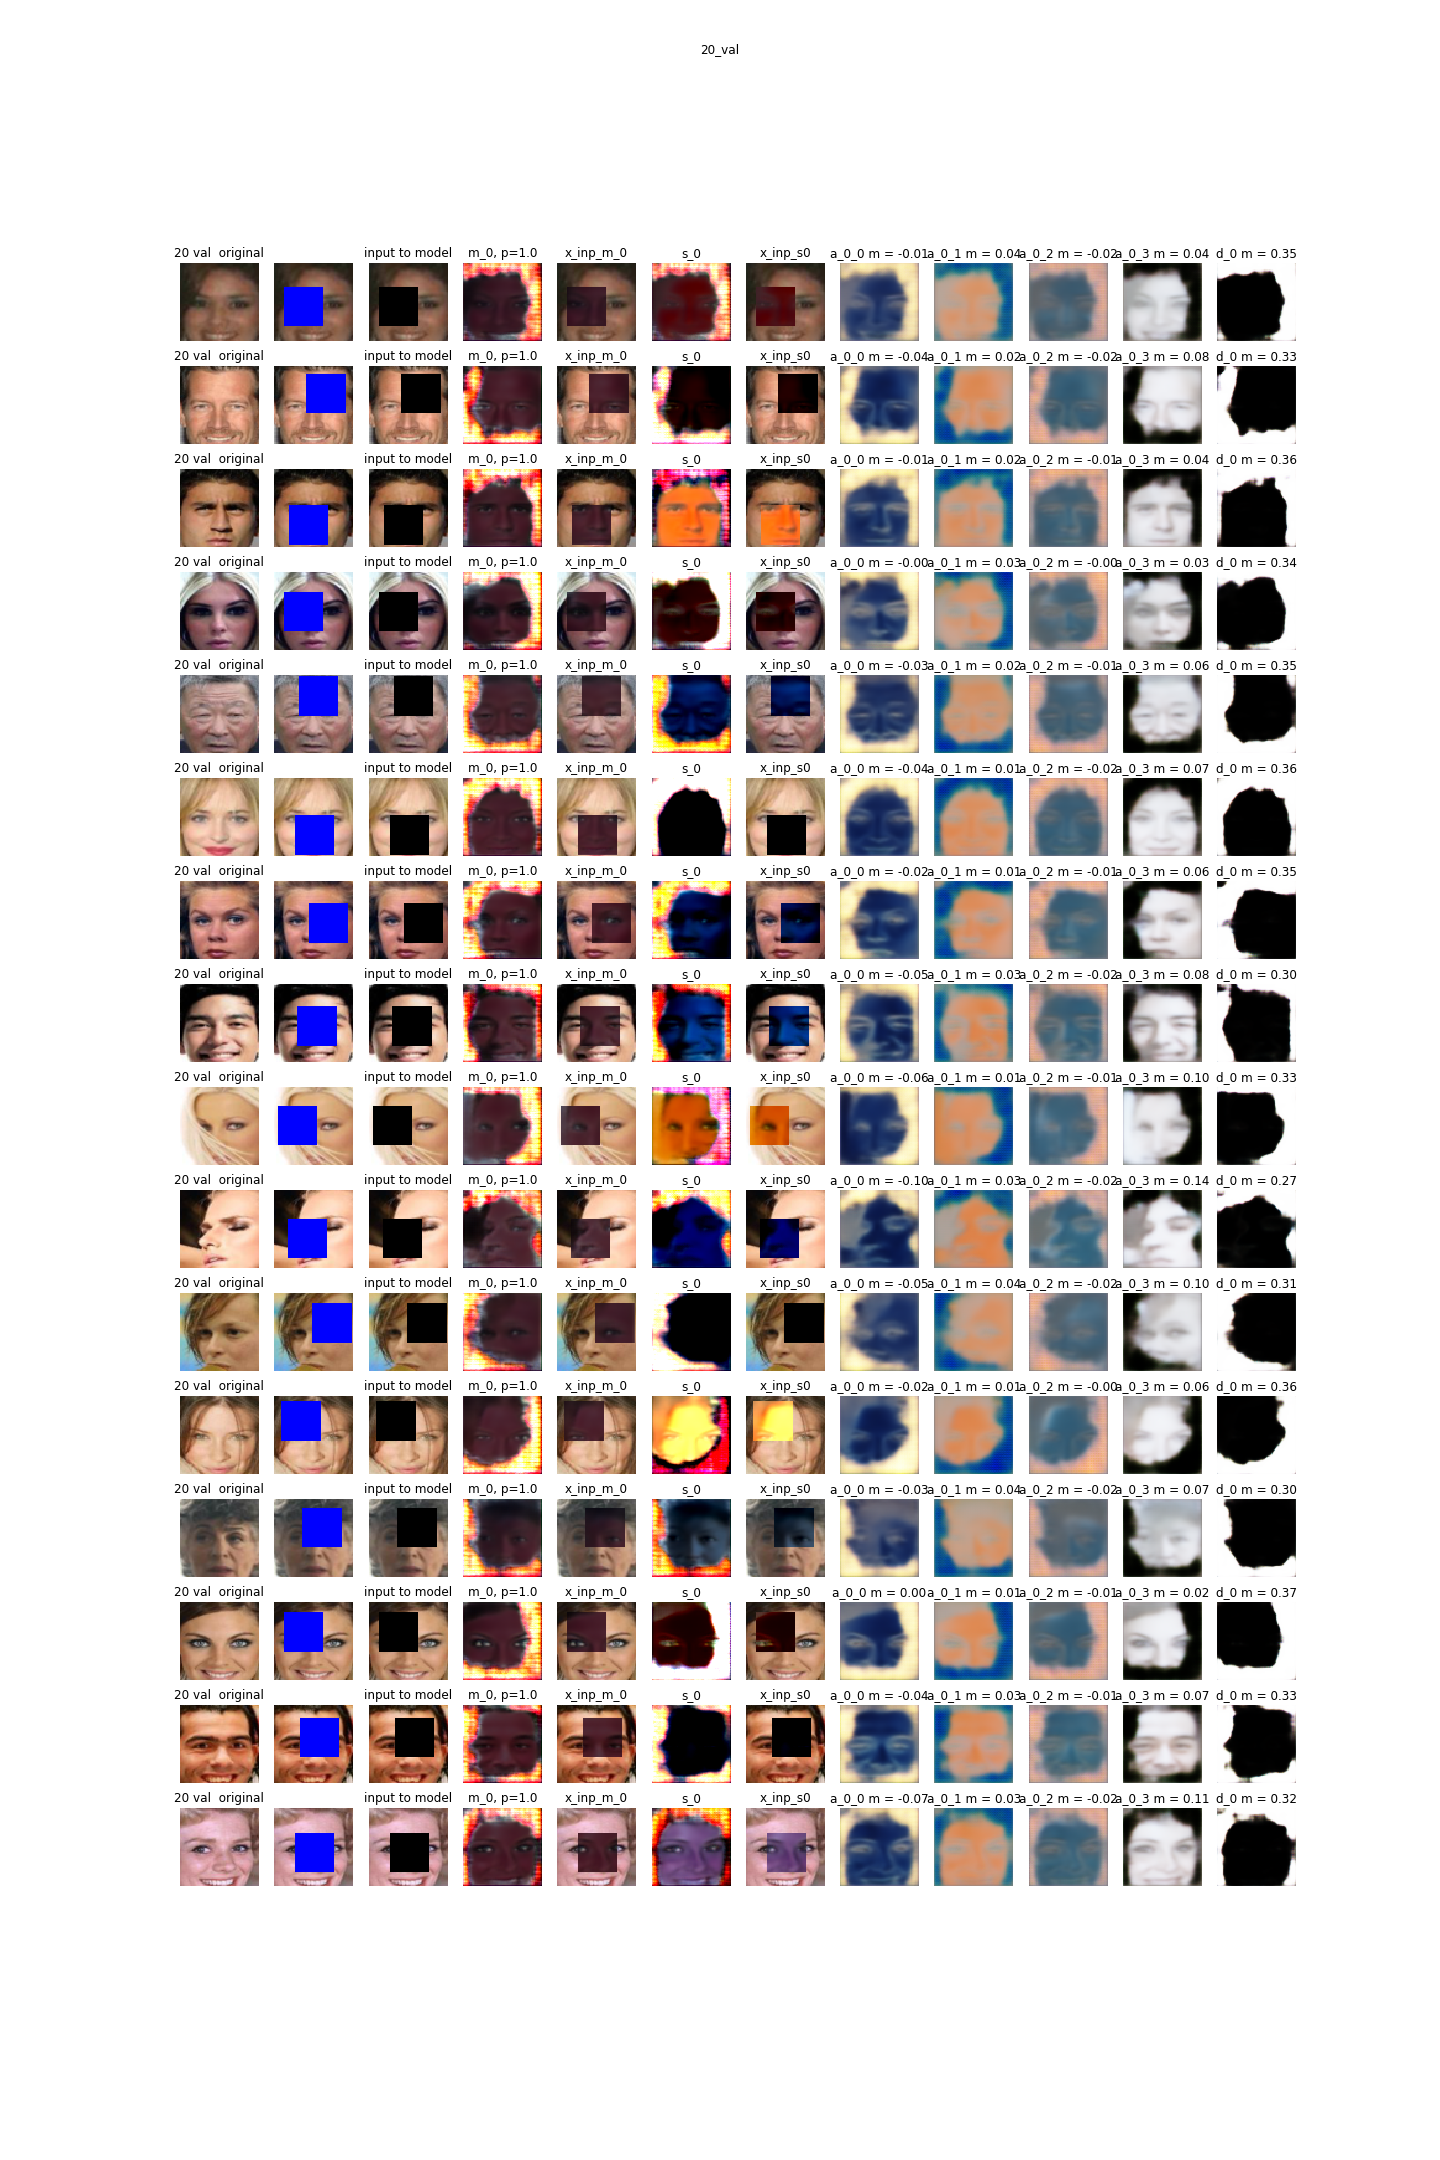 20_val
20 val original input to model m_0, p=1.0 x_inp_m_0 s_0 x_inp_s0 a_0_0 m = -0.01 a_0_1 m = 0.04 a_0_2 m = -0.02 a_0_3 m = 0.04 d_0 m = 0.35
20 val original input to model m_0, p=1.0 x_inp_m_0 s_0 x_inp_s0 a_0_0 m = -0.04 a_0_1 m = 0.02 a_0_2 m = -0.02 a_0_3 m = 0.08 d_0 m = 0.33
20 val original input to model m_0, p=1.0 x_inp_m_0 s_0 x_inp_s0 a_0_0 m = -0.01 a_0_1 m = 0.02 a_0_2 m = -0.01 a_0_3 m = 0.04 d_0 m = 0.36
20 val original input to model m_0, p=1.0 x_inp_m_0 s_0 x_inp_s0 a_0_0 m = -0.00 a_0_1 m = 0.03 a_0_2 m = -0.00 a_0_3 m = 0.03 d_0 m = 0.34
20 val original input to model m_0, p=1.0 x_inp_m_0 s_0 x_inp_s0 a_0_0 m = -0.03 a_0_1 m = 0.02 a_0_2 m = -0.01 a_0_3 m = 0.06 d_0 m = 0.35
20 val original input to model m_0, p=1.0 x_inp_m_0 s_0 x_inp_s0 a_0_0 m = -0.04 a_0_1 m = 0.01 a_0_2 m = -0.02 a_0_3 m = 0.07 d_0 m = 0.36
20 val original input to model m_0, p=1.0 x_inp_m_0 s_0 x_inp_s0 a_0_0 m = -0.02 a_0_1 m = 0.01 a_0_2 m = -0.01 a_0_3 m = 0.06 d_0 m = 0.35
20 val original input to model m_0, p=1.0 x_inp_m_0 s_0 x_inp_s0 a_0_0 m = -0.05 a_0_1 m = 0.03 a_0_2 m = -0.02 a_0_3 m = 0.08 d_0 m = 0.30
20 val original input to model m_0, p=1.0 x_inp_m_0 s_0 x_inp_s0 a_0_0 m = -0.06 a_0_1 m = 0.01 a_0_2 m = -0.01 a_0_3 m = 0.10 d_0 m = 0.33
20 val original input to model m_0, p=1.0 x_inp_m_0 s_0 x_inp_s0 a_0_0 m = -0.10 a_0_1 m = 0.03 a_0_2 m = -0.02 a_0_3 m = 0.14 d_0 m = 0.27
20 val original input to model m_0, p=1.0 x_inp_m_0 s_0 x_inp_s0 a_0_0 m = -0.05 a_0_1 m = 0.04 a_0_2 m = -0.02 a_0_3 m = 0.10 d_0 m = 0.31
20 val original input to model m_0, p=1.0 x_inp_m_0 s_0 x_inp_s0 a_0_0 m = -0.02 a_0_1 m = 0.01 a_0_2 m = -0.00 a_0_3 m = 0.06 d_0 m = 0.36
20 val original input to model m_0, p=1.0 x_inp_m_0 s_0 x_inp_s0 a_0_0 m = -0.03 a_0_1 m = 0.04 a_0_2 m = -0.02 a_0_3 m = 0.07 d_0 m = 0.30
20 val original input to model m_0, p=1.0 x_inp_m_0 s_0 x_inp_s0 a_0_0 m = 0.00 a_0_1 m = 0.01 a_0_2 m = -0.01 a_0_3 m = 0.02 d_0 m = 0.37
20 val original input to model m_0, p=1.0 x_inp_m_0 s_0 x_inp_s0 a_0_0 m = -0.04 a_0_1 m = 0.03 a_0_2 m = -0.01 a_0_3 m = 0.07 d_0 m = 0.33
20 val original input to model m_0, p=1.0 x_inp_m_0 s_0 x_inp_s0 a_0_0 m = -0.07 a_0_1 m = 0.03 a_0_2 m = -0.02 a_0_3 m = 0.11 d_0 m = 0.32